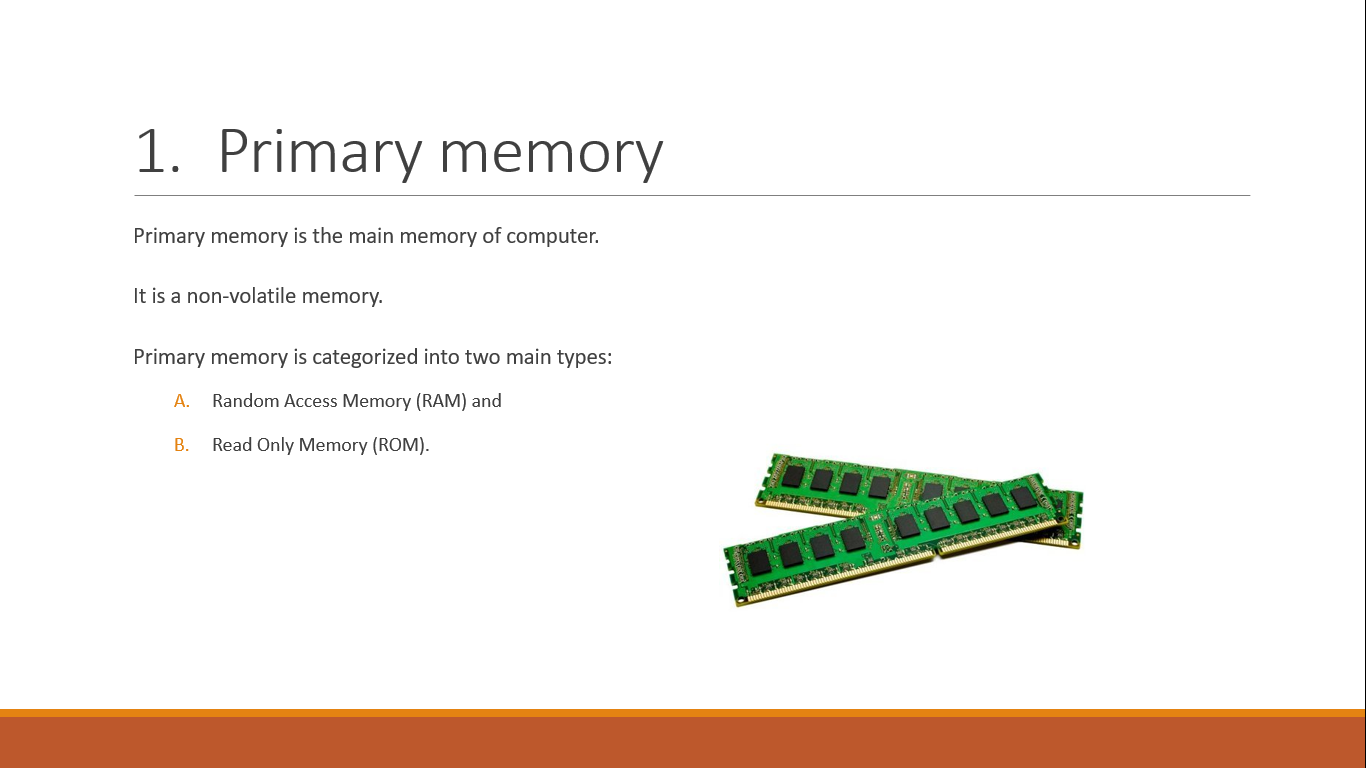 1. Primary memory
Primary memory is the main memory of computer.
It is a non-volatile memory.
Primary memory is categorized into two main types:
A. Random Access Memory (RAM) and
B. Read Only Memory (ROM).